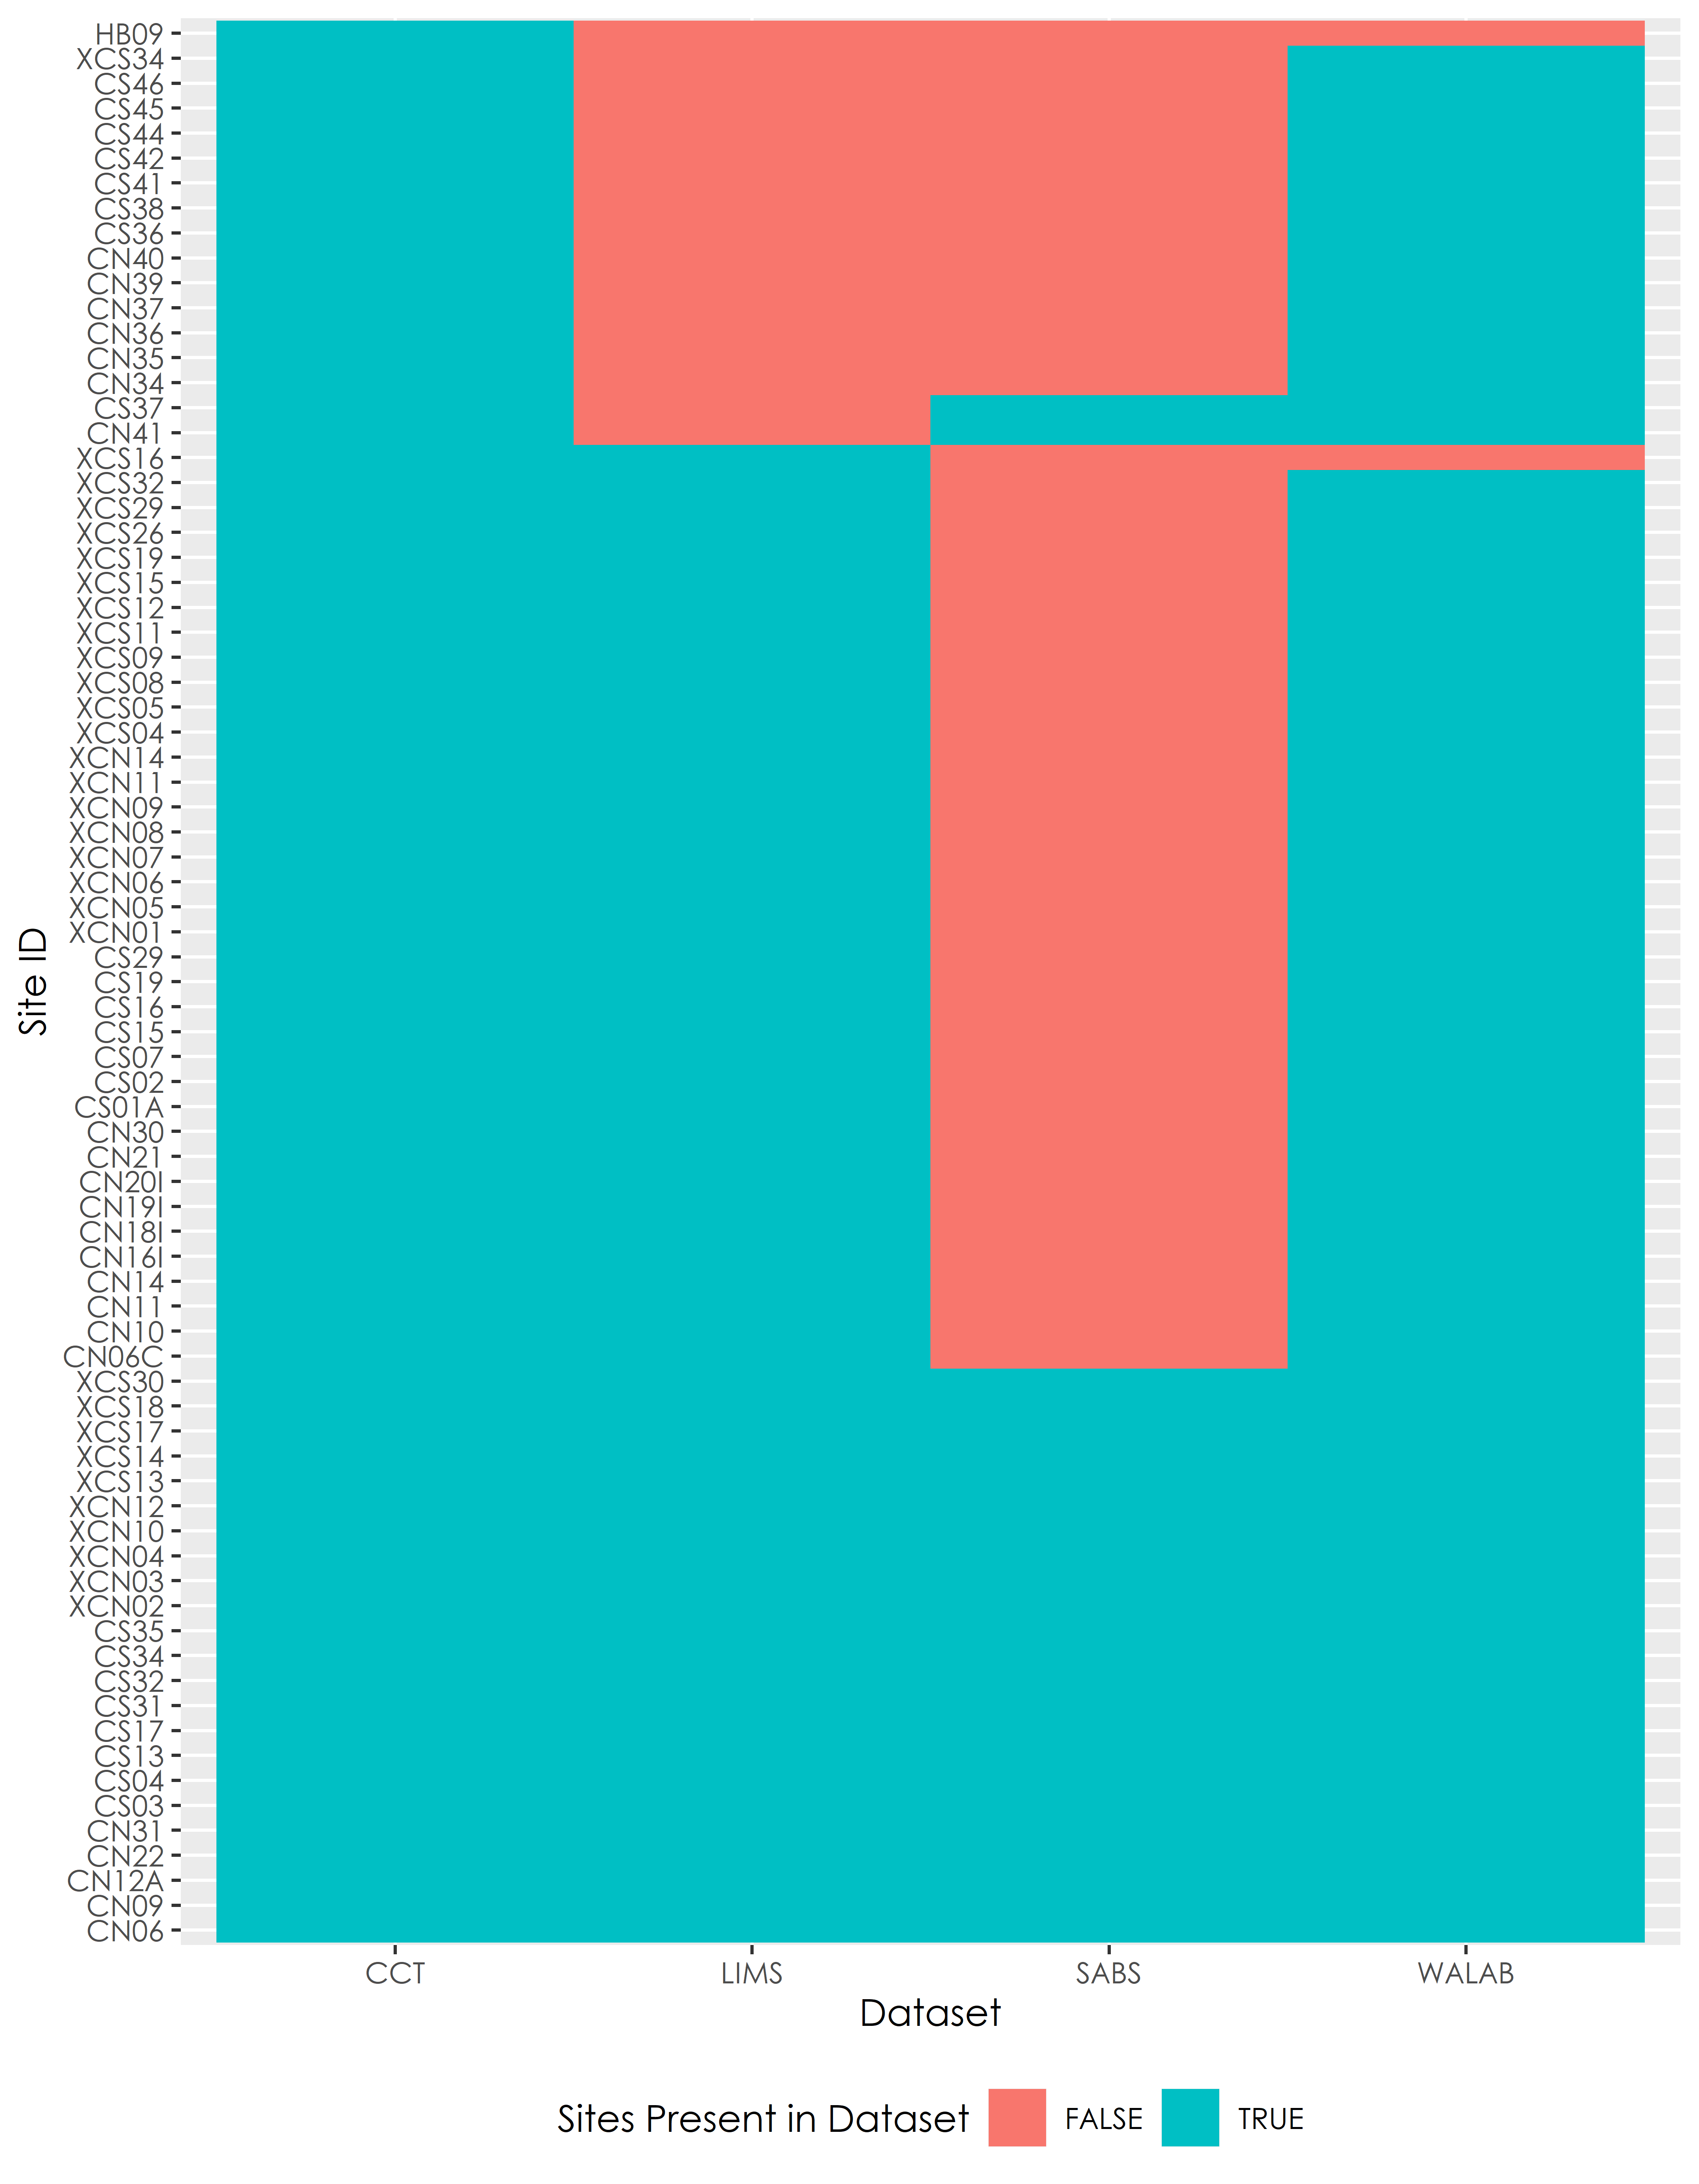 HB09
XCS34
CS46
CS45
CS44
CS42
CS41
CS38
CS36
CN40
CN39
CN37
CN36
CN35
CN34
CS37
CN41
XCS16
XCS32
XCS29
XCS26
XCS19
XCS15
XCS12
XCS11
XCS09
XCS08
XCS05
XCS04
XCN14
XCN11
XCN09
XCN08
XCN07
XCN06
XCN05
XCN01
CS29
CS19
CS16
CS15
CS07
CS02
CS01A
CN30
CN21
CN20I
CN19I
CN18I
CN16I
CN14
CN11
CN10
CN06C
XCS30
XCS18
XCS17
XCS14
XCS13
XCN12
XCN10
XCN04
XCN03
XCN02
CS35
CS34
CS32
CS31
CS17
CS13
CS04
CS03
CN31
CN22
CN12A
CN09
CN06
Site ID
CCT LIMS SABS WALAB
Dataset
Sites Present in Dataset FALSE TRUE